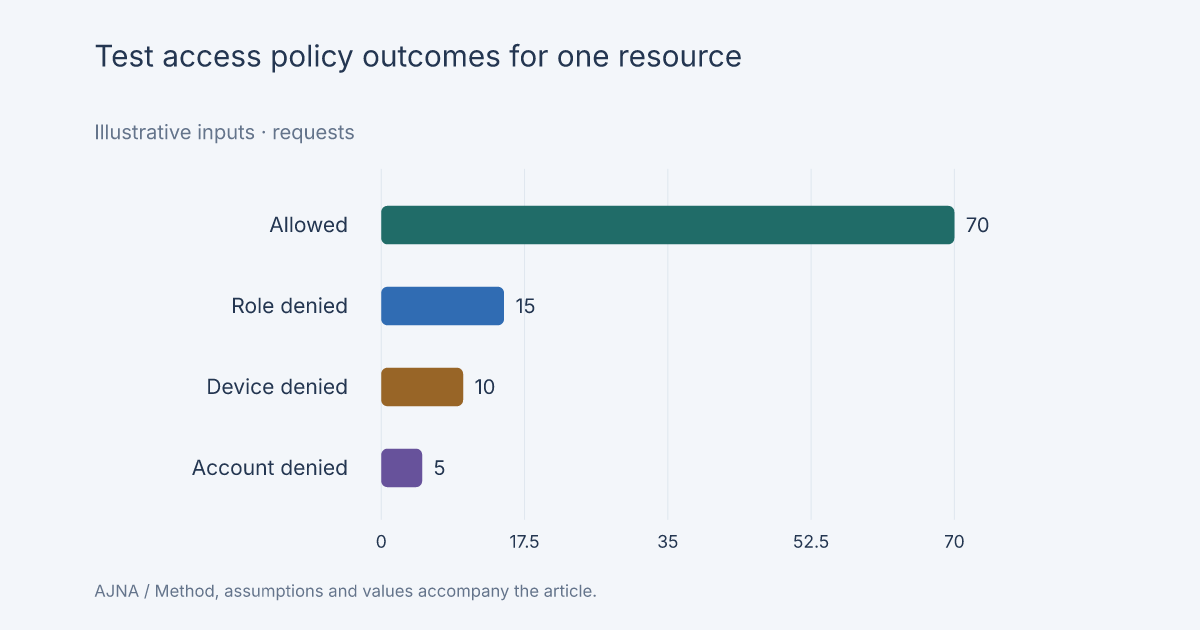 Test access policy outcomes for one resource
Illustrative inputs · requests
Allowed 70
Role denied 15
Device denied 10
Account denied 5
0 17.5 35 52.5 70
AJNA / Method, assumptions and values accompany the article.